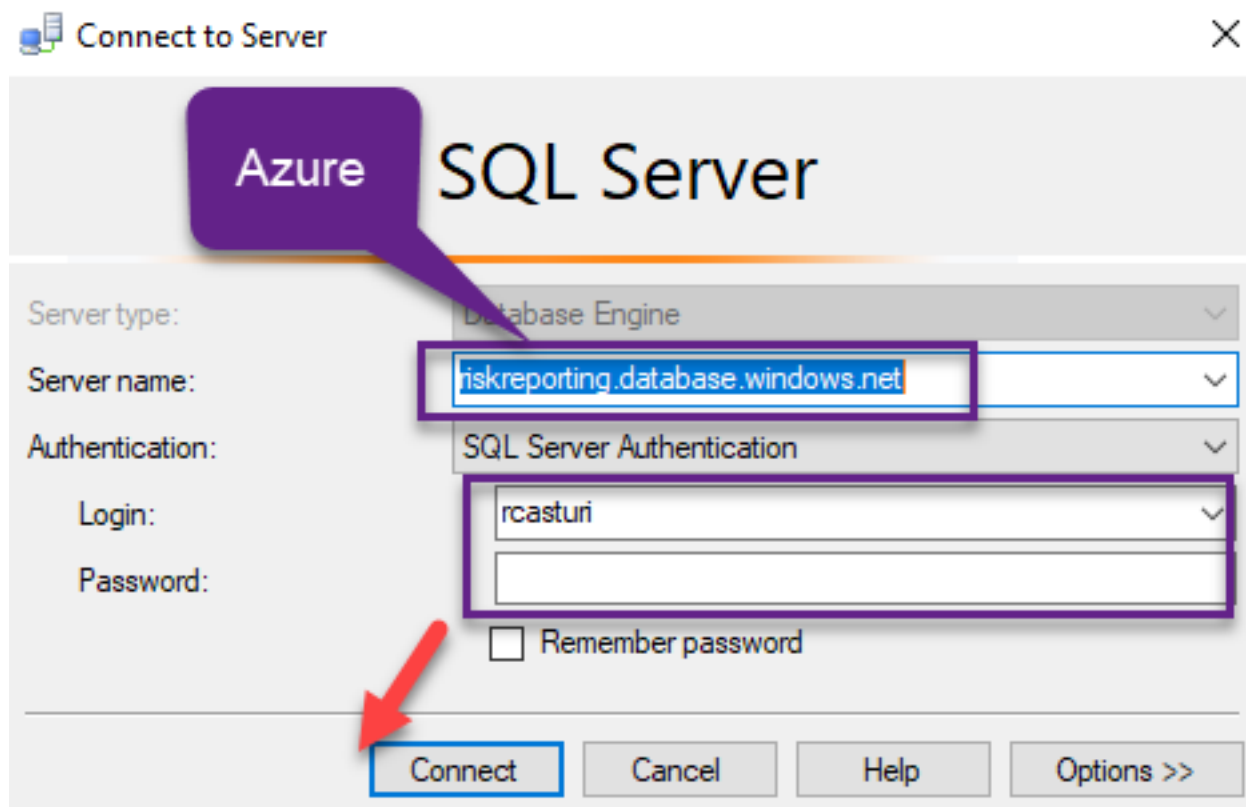 Connect to Server
Azure SQL Server
Server type: Database Engine
Server name: riskreporting.database.windows.net
Authentication: SQL Server Authentication
Login: rcasturi
Password:
Remember password
Connect Cancel Help Options >>